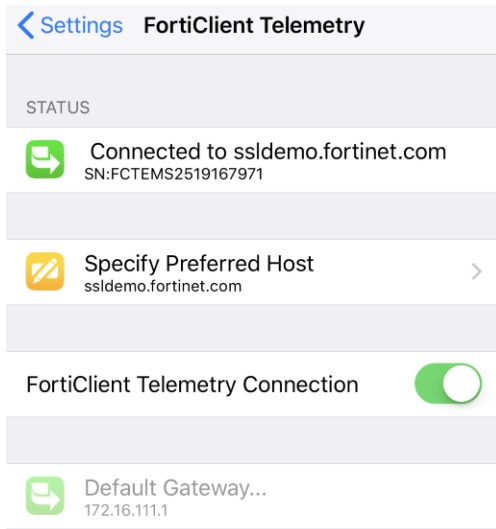 Settings FortiClient Telemetry
STATUS
Connected to ssldemo.fortinet.com
SN:FCTEMS2519167971
Specify Preferred Host
ssldemo.fortinet.com
FortiClient Telemetry Connection
Default Gateway...
172.16.111.1